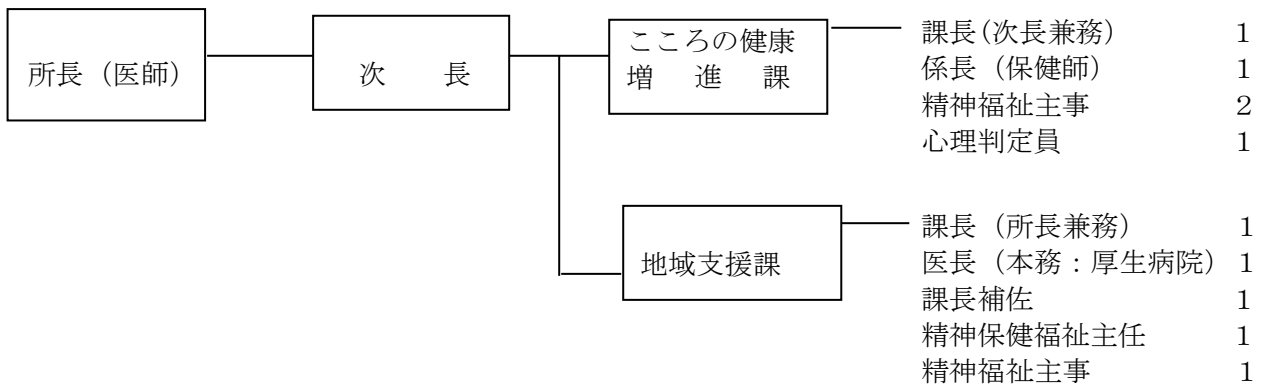 所長（医師）
次　　長
こころの健康
増　進　課
課長(次長兼務)　１
係長（保健師）　１
精神福祉主事　２
心理判定員　１
地域支援課
課長（所長兼務）　１
医長（本務：厚生病院）１
課長補佐　１
精神保健福祉主任　１
精神福祉主事　１